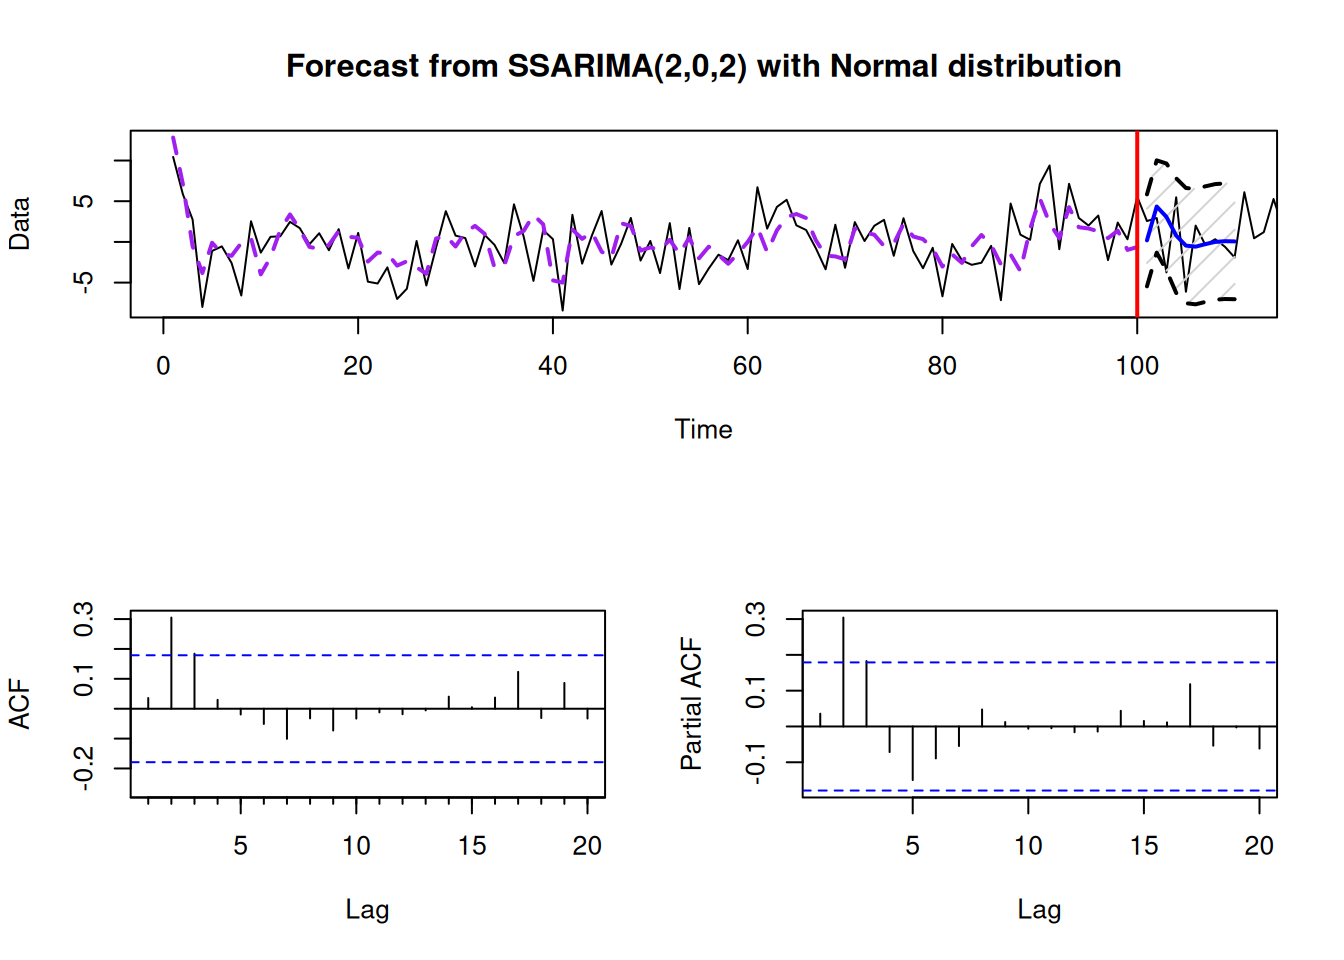 Forecast from SSARIMA(2,0,2) with Normal distribution
Data
5
-5
0 20 40 60 80 100
Time
ACF
0.3
0.1
-0.2
5 10 15 20
Lag
Partial ACF
0.3
0.1
-0.1
5 10 15 20
Lag